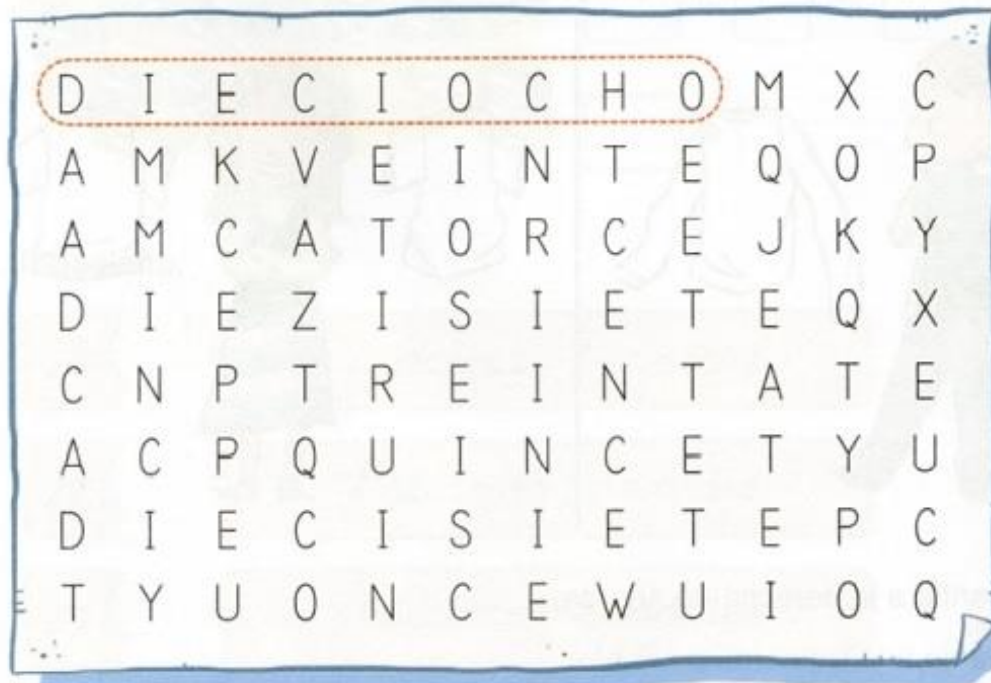 D I E C I O C H O M X C
A M K V E I N T E Q O P
A M C A T O R C E J K Y
D I E Z I S I E T E Q X
C N P T R E I N T A T E
A C P Q U I N C E T Y U
D I E C I S I E T E P C
T Y U O N C E W U I O Q